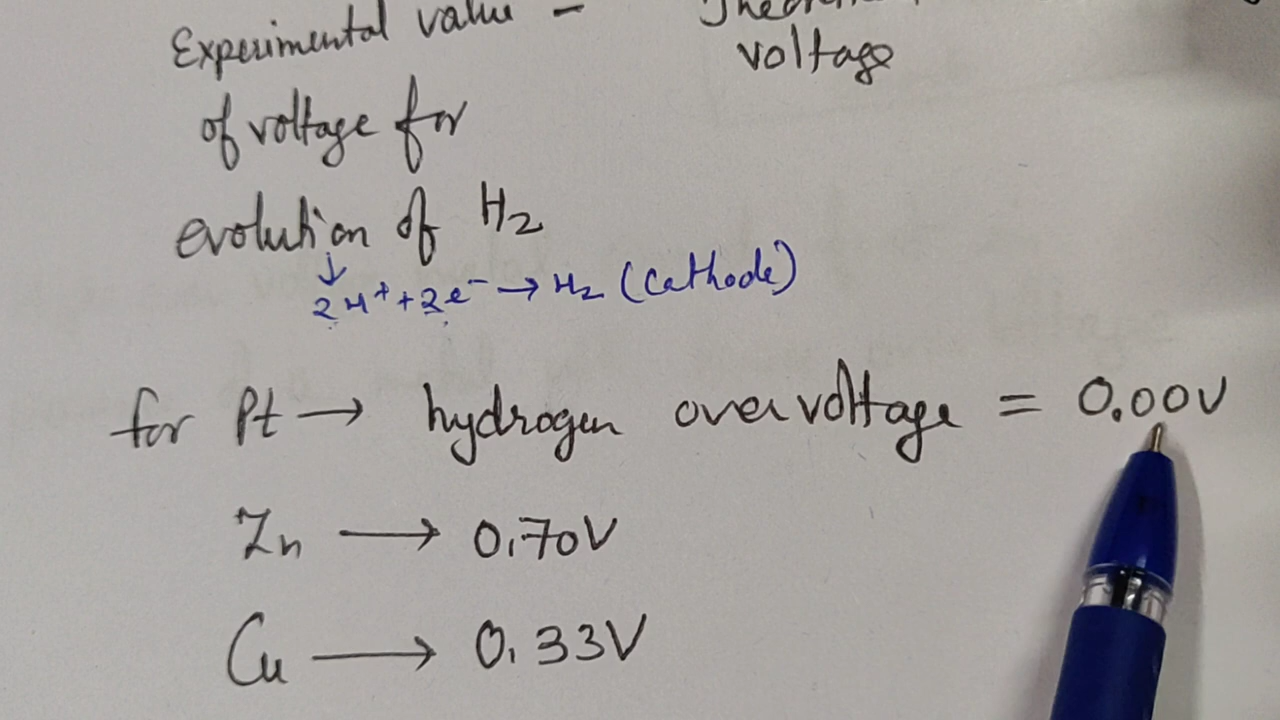 Experimental value -
voltage
of voltage for
evolution of H₂
↓
2H⁺ + 2e⁻ → H₂ (Cathode)
for Pt → hydrogen overvoltage = 0.00V
Zn → 0.70V
Cu → 0.33V